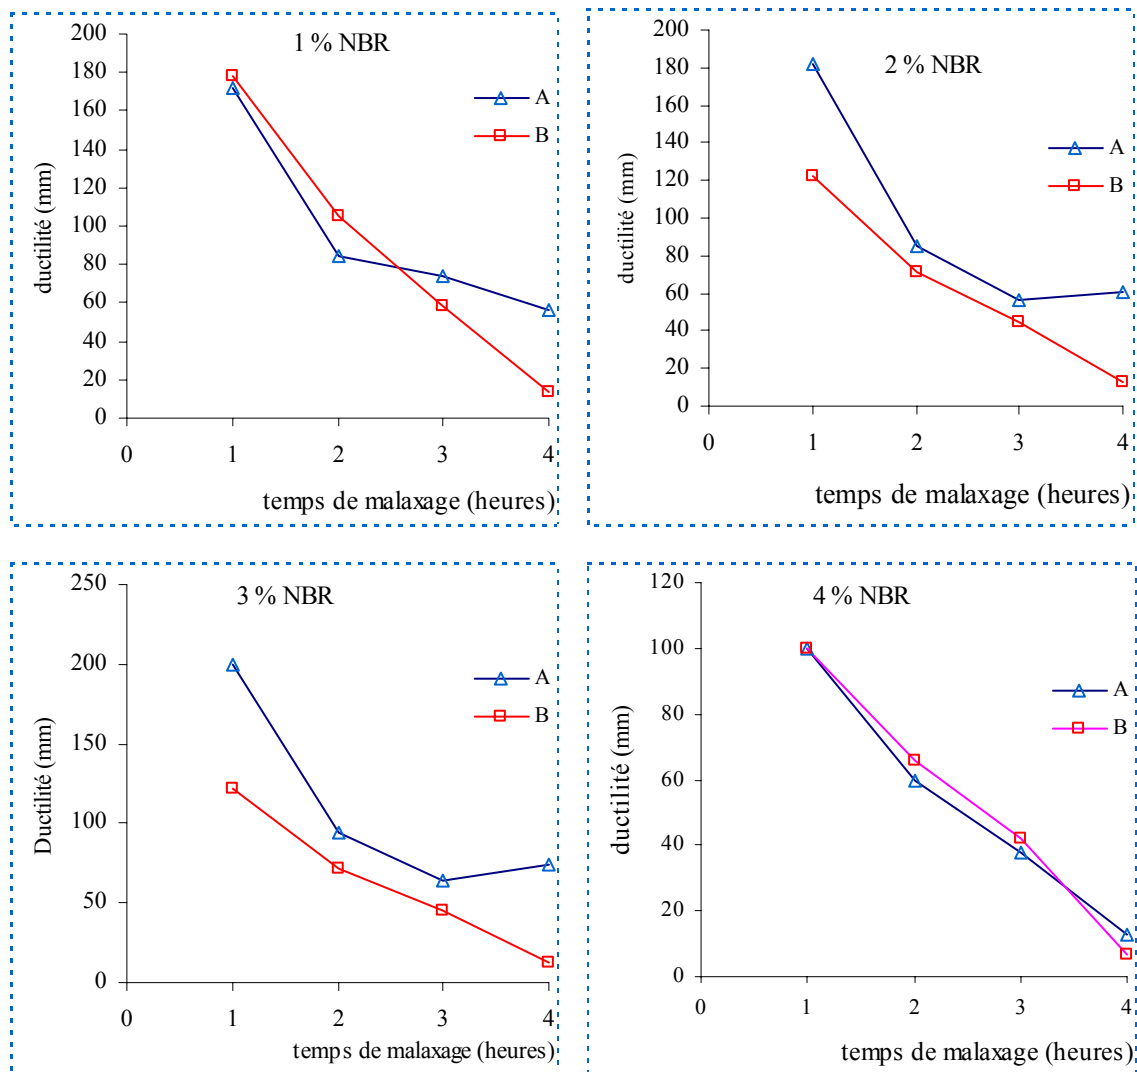 1 % NBR
200
180
160
140
120
100
80
60
40
20
0
ductilité (mm)
A
B
0 1 2 3 4
temps de malaxage (heures)
2 % NBR
200
180
160
140
120
100
80
60
40
20
0
ductilité (mm)
A
B
0 1 2 3 4
temps de malaxage (heures)
3 % NBR
250
200
150
100
50
0
Ductilité (mm)
A
B
0 1 2 3 4
temps de malaxage (heures)
4 % NBR
120
100
80
60
40
20
0
ductilité (mm)
A
B
0 1 2 3 4
temps de malaxage (heures)